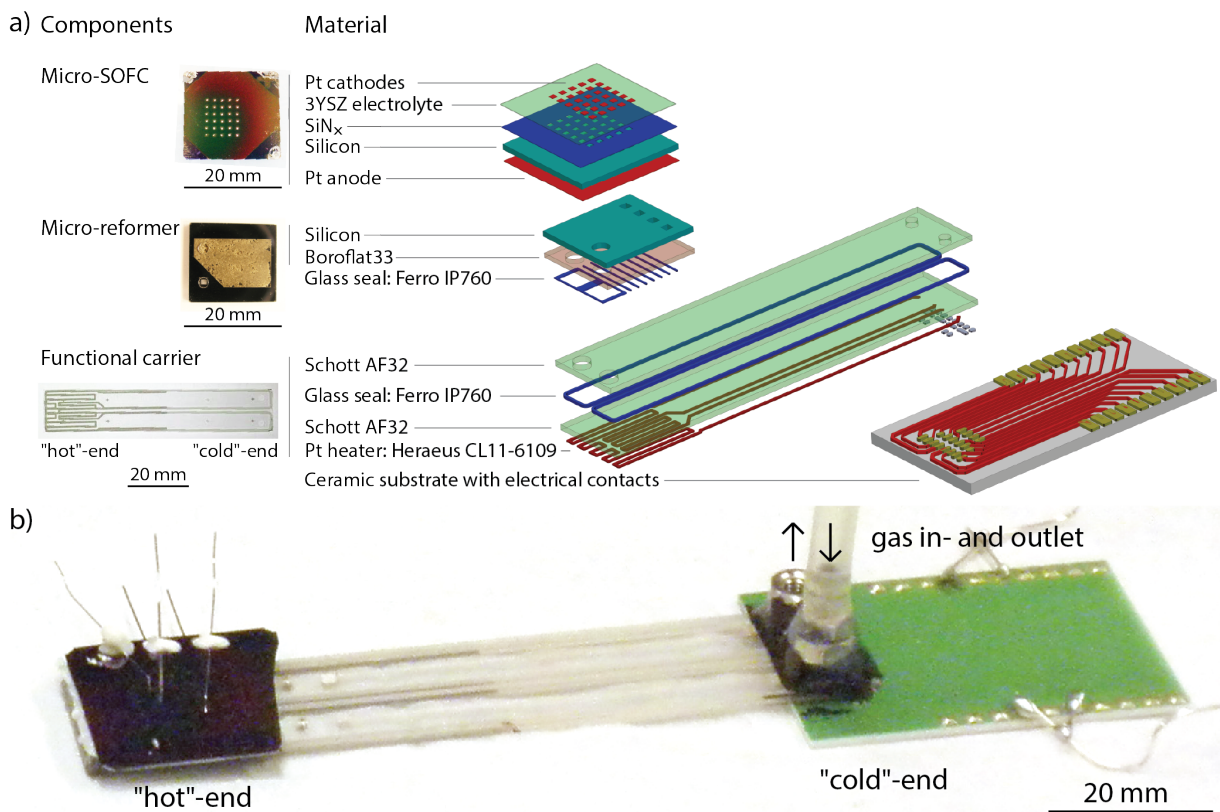 a)
Components
Material
Micro-SOFC
Pt cathodes
3YSZ electrolyte
SiNx
Silicon
Pt anode
20 mm
Micro-reformer
Silicon
Boroflat33
Glass seal: Ferro IP760
20 mm
Functional carrier
Schott AF32
Glass seal: Ferro IP760
Schott AF32
"hot"-end
"cold"-end
Pt heater: Heraeus CL11-6109
20 mm
Ceramic substrate with electrical contacts
b)
gas in- and outlet
"hot"-end
"cold"-end
20 mm